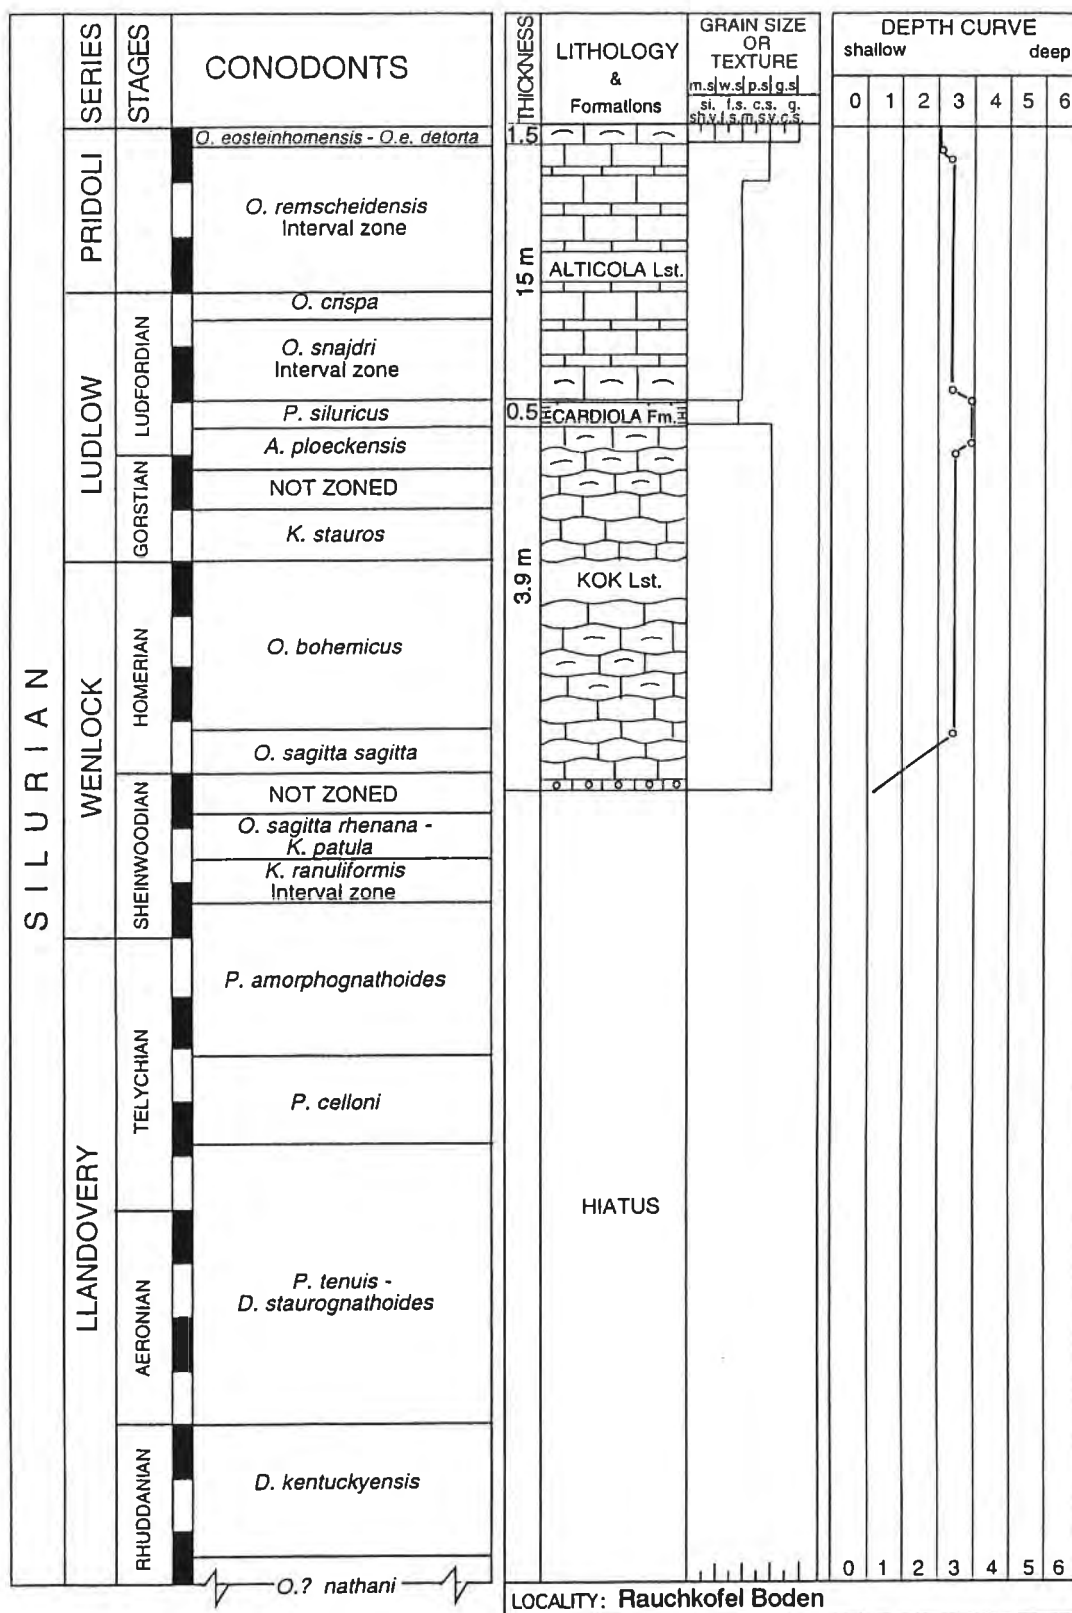 SERIES
STAGES
CONODONTS
THICKNESS
LITHOLOGY
&
Formations
GRAIN SIZE
OR
TEXTURE
m.s w.s p.s g.s
si. f.s. c.s. g.
sh.v.f.s.m.s.v.c.s.
DEPTH CURVE
shallow deep
0 1 2 3 4 5 6
SILURIAN
PRIDOLI
LUDLOW
WENLOCK
LLANDOVERY
LUDFORDIAN
GORSTIAN
HOMERIAN
SHEINWOODIAN
TELYCHIAN
AERONIAN
RHUDDANIAN
O. eosteinhornensis - O.e. detorta
O. remscheidensis
Interval zone
O. crispa
O. snajdri
Interval zone
P. siluricus
A. ploeckensis
NOT ZONED
K. stauros
O. bohemicus
O. sagitta sagitta
NOT ZONED
O. sagitta rhenana -
K. patula
K. ranuliformis
Interval zone
P. amorphognathoides
P. celloni
P. tenuis -
D. staurognathoides
D. kentuckyensis
O.? nathani
1.5
15 m
0.5
3.9 m
ALTICOLA Lst.
CARDIOLA Fm.
KOK Lst.
HIATUS
0 1 2 3 4 5 6
LOCALITY: Rauchkofel Boden